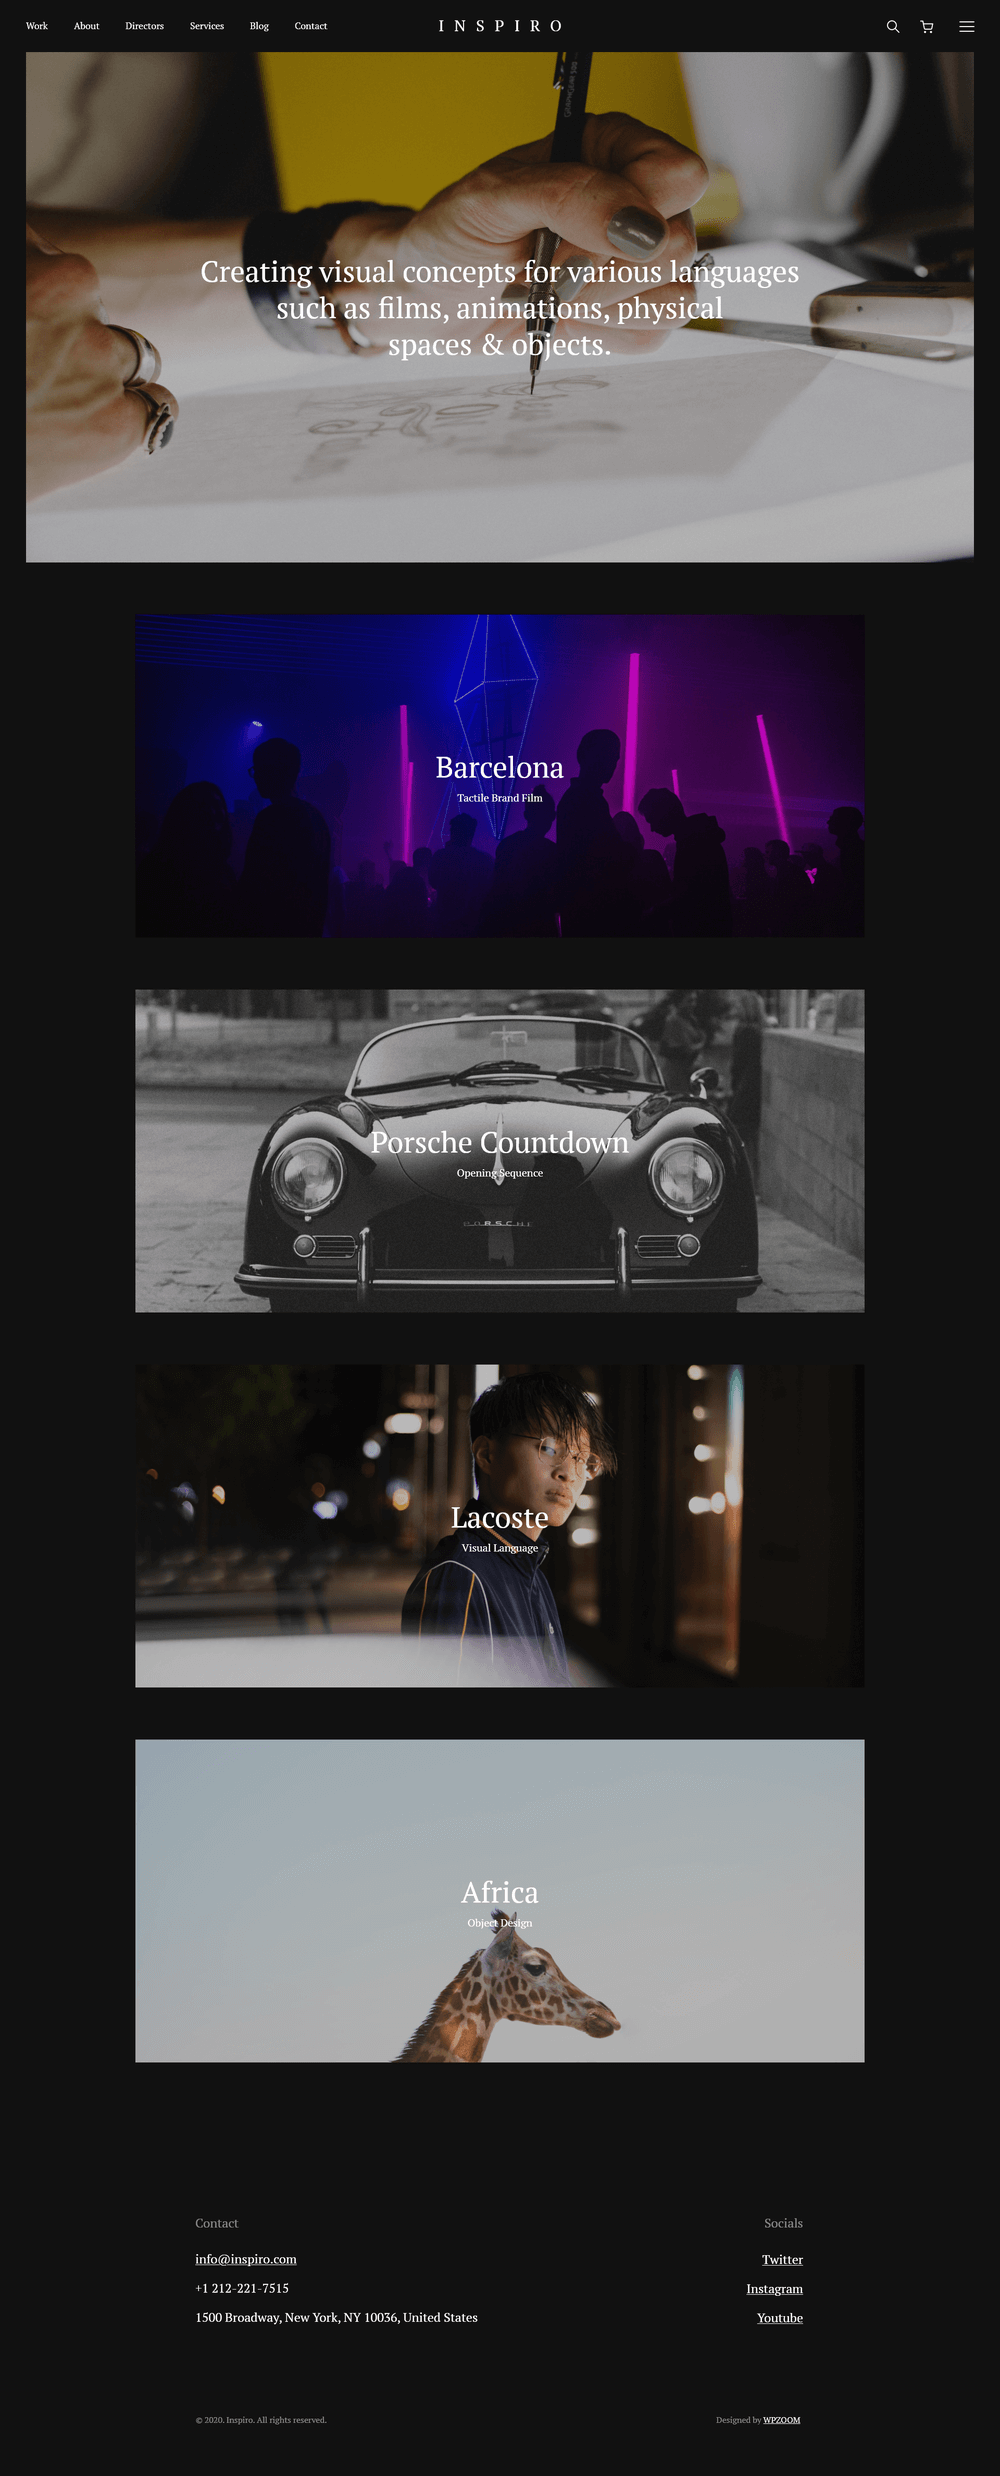 Work About Directors Services Blog Contact INSPIRO
Creating visual concepts for various languages
such as films, animations, physical
spaces & objects.
Barcelona
Tactile Brand Film
Porsche Countdown
Opening Sequence
PORSCHE
Lacoste
Visual Language
Africa
Object Design
Contact Socials
info@inspiro.com Twitter
+1 212-221-7515 Instagram
1500 Broadway, New York, NY 10036, United States Youtube
© 2020. Inspiro. All rights reserved. Designed by WPZOOM